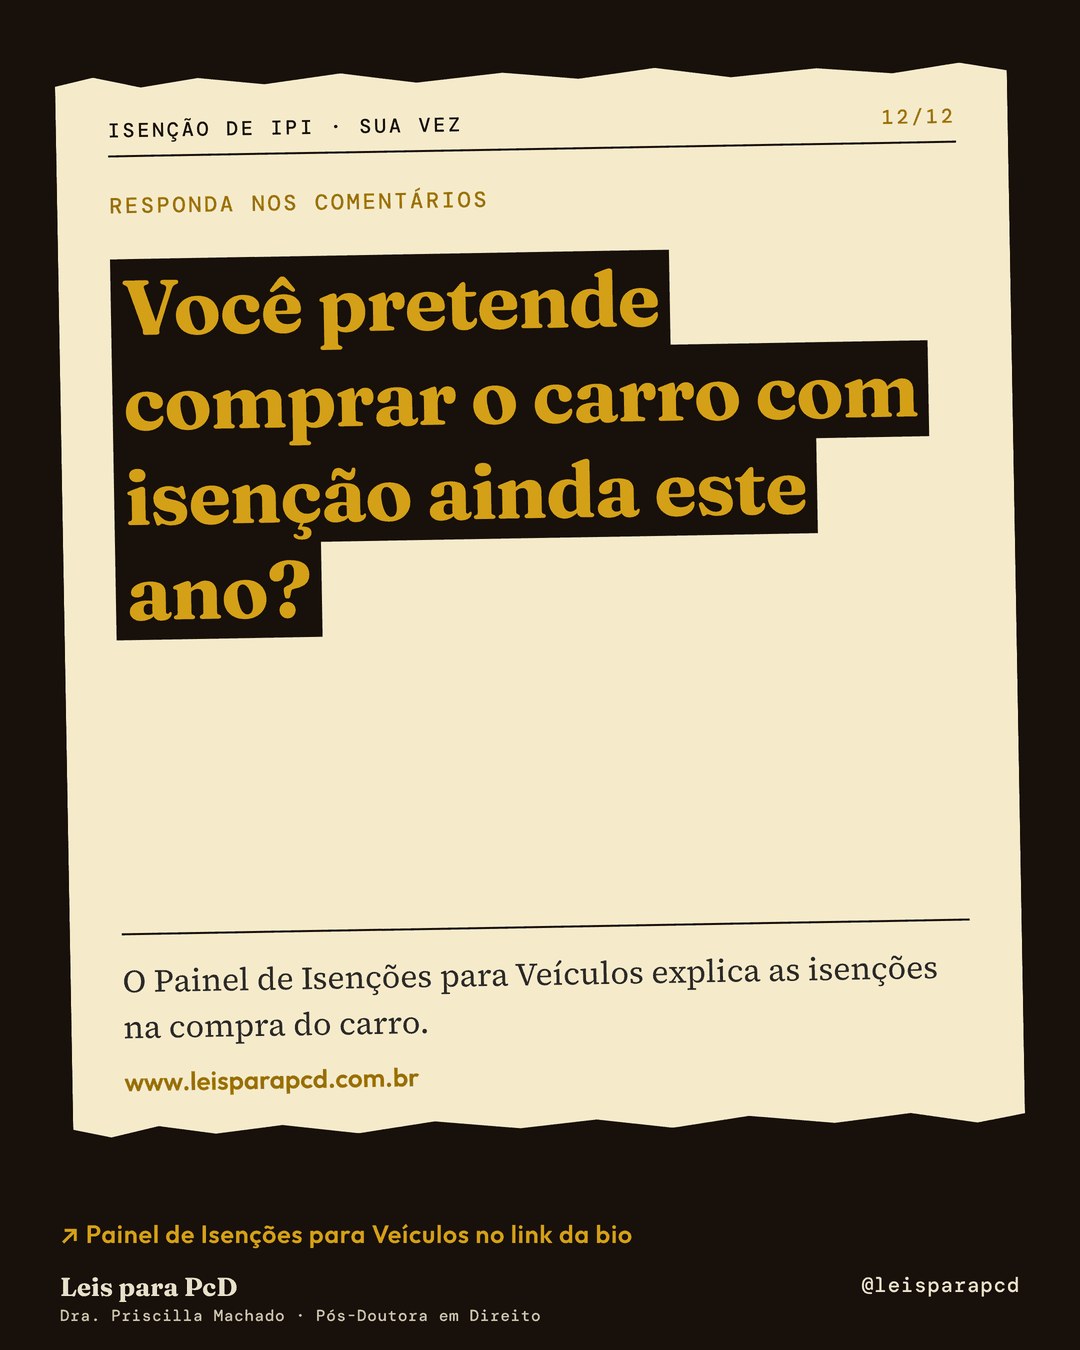 ISENÇÃO DE IPI · SUA VEZ
12/12
RESPONDA NOS COMENTÁRIOS
Você pretende
comprar o carro com
isenção ainda este
ano?
O Painel de Isenções para Veículos explica as isenções
na compra do carro.
www.leisparapcd.com.br
↗ Painel de Isenções para Veículos no link da bio
Leis para PcD
@leisparapcd
Dra. Priscilla Machado · Pós-Doutora em Direito